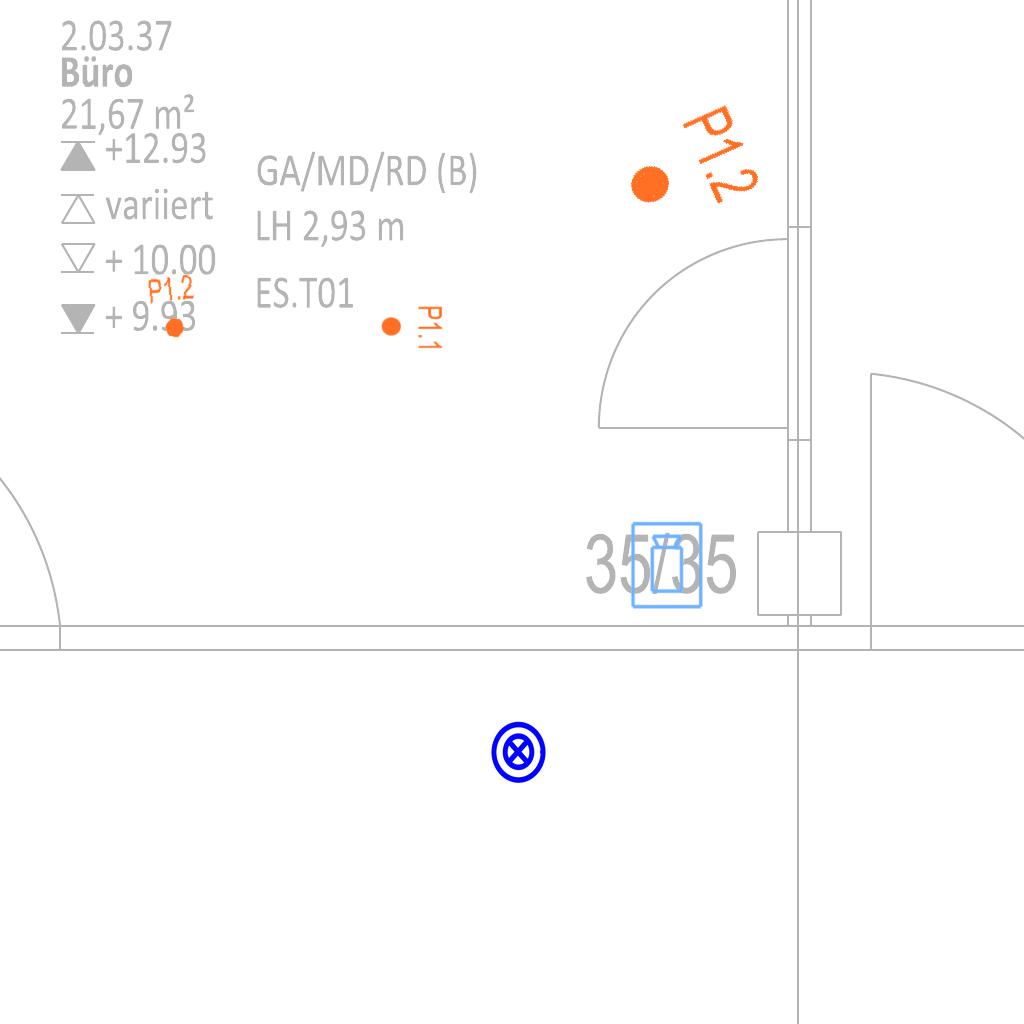 2.03.37
Büro
21,67 m²
+12.93
variiert
+ 10.00
+ 9.93
GA/MD/RD (B)
LH 2,93 m
ES.T01
P1.2
P1.1
P1.2
35/35